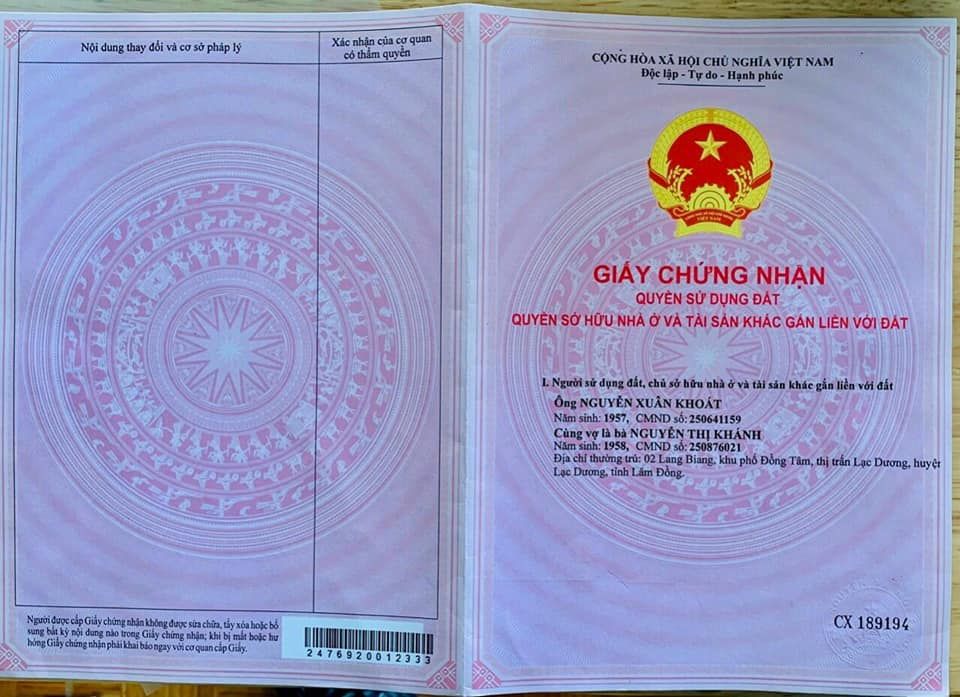 Nội dung thay đổi và cơ sở pháp lý
Xác nhận của cơ quan
có thẩm quyền
Người được cấp Giấy chứng nhận không được sửa chữa, tẩy xóa hoặc bổ
sung bất kỳ nội dung nào trong Giấy chứng nhận; khi bị mất hoặc hư
hỏng Giấy chứng nhận phải khai báo ngay với cơ quan cấp Giấy.
2476920012333
CỘNG HÒA XÃ HỘI CHỦ NGHĨA VIỆT NAM
Độc lập - Tự do - Hạnh phúc
GIẤY CHỨNG NHẬN
QUYỀN SỬ DỤNG ĐẤT
QUYỀN SỞ HỮU NHÀ Ở VÀ TÀI SẢN KHÁC GẮN LIỀN VỚI ĐẤT
I. Người sử dụng đất, chủ sở hữu nhà ở và tài sản khác gắn liền với đất
Ông NGUYỄN XUÂN KHOÁT
Năm sinh: 1957, CMND số: 250641159
Cùng vợ là bà NGUYỄN THỊ KHÁNH
Năm sinh: 1958, CMND số: 250876021
Địa chỉ thường trú: 02 Lang Biang, khu phố Đồng Tâm, thị trấn Lạc Dương, huyệt
Lạc Dương, tỉnh Lâm Đồng.
CX 189194